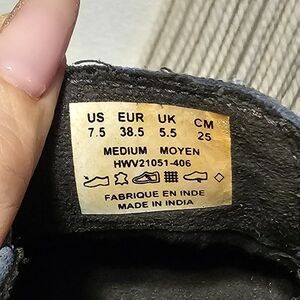 US EUR UK CM
7.5 38.5 5.5 25
MEDIUM MOYEN
HWV21051-406
FABRIQUE EN INDE
MADE IN INDIA